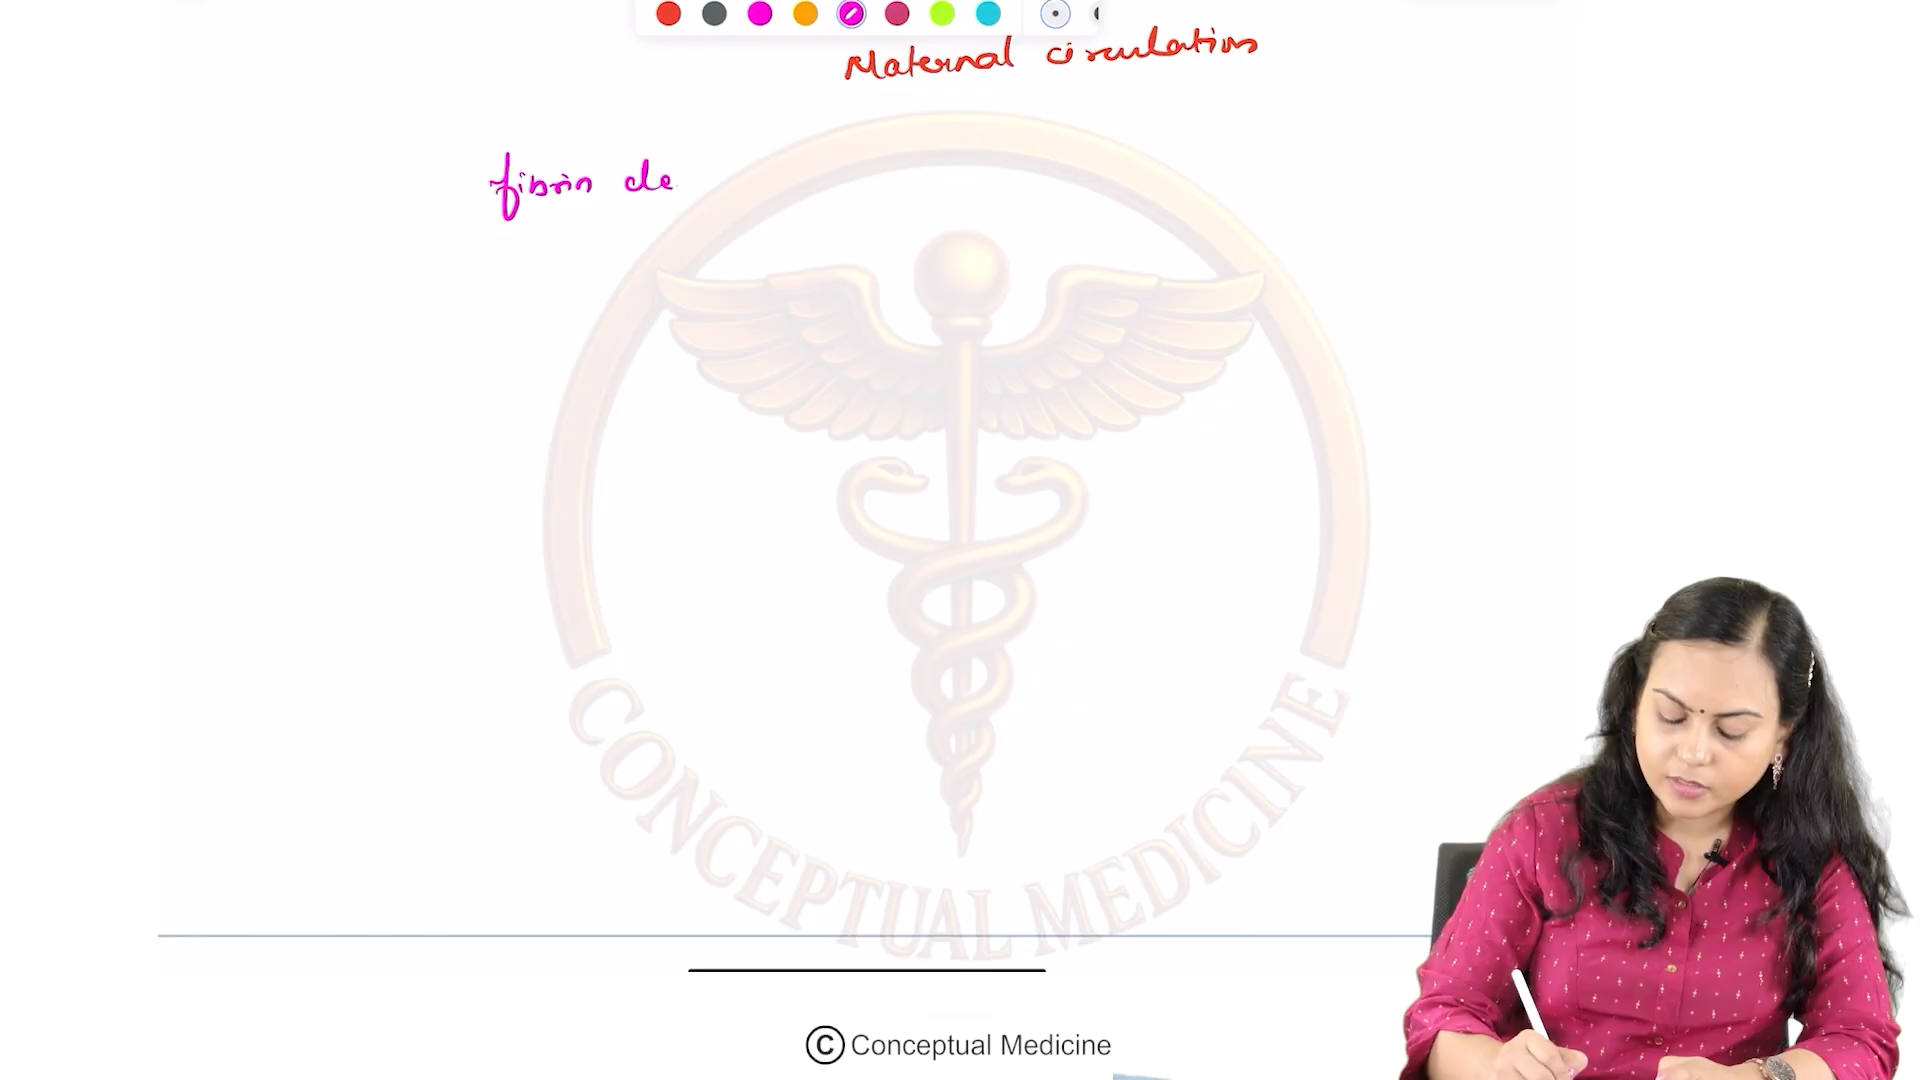 Maternal circulation
fibrin de
CONCEPTUAL MEDICINE
© Conceptual Medicine